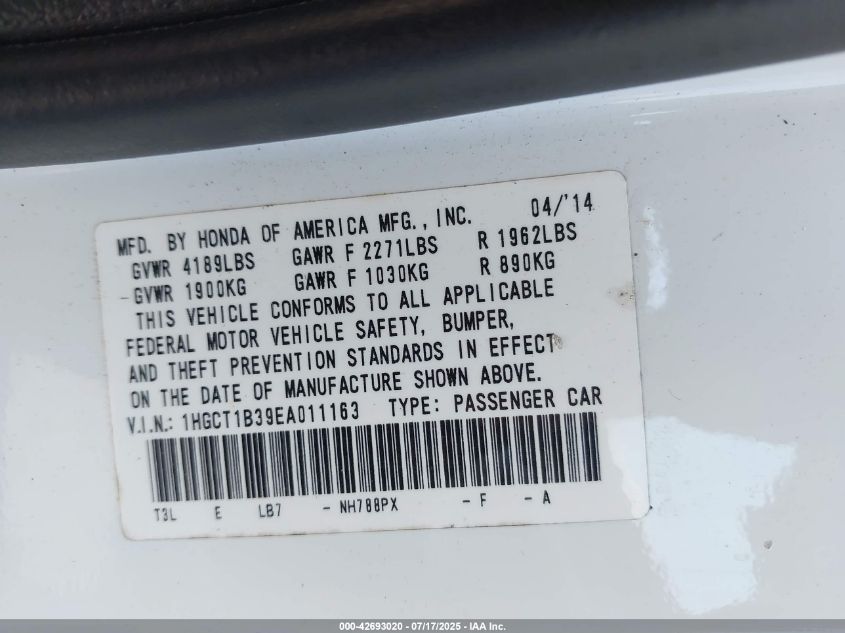 MFD. BY HONDA OF AMERICA MFG., INC. 04/'14
GVWR 4189LBS GAWR F 2271LBS R 1962LBS
GVWR 1900KG GAWR F 1030KG R 890KG
THIS VEHICLE CONFORMS TO ALL APPLICABLE
FEDERAL MOTOR VEHICLE SAFETY, BUMPER,
AND THEFT PREVENTION STANDARDS IN EFFECT
ON THE DATE OF MANUFACTURE SHOWN ABOVE.
V.I.N.: 1HGCT1B39EA011163 TYPE: PASSENGER CAR
T3L E LB7 - NH788PX - F - A
000-42693020 - 07/17/2025 - IAA Inc.